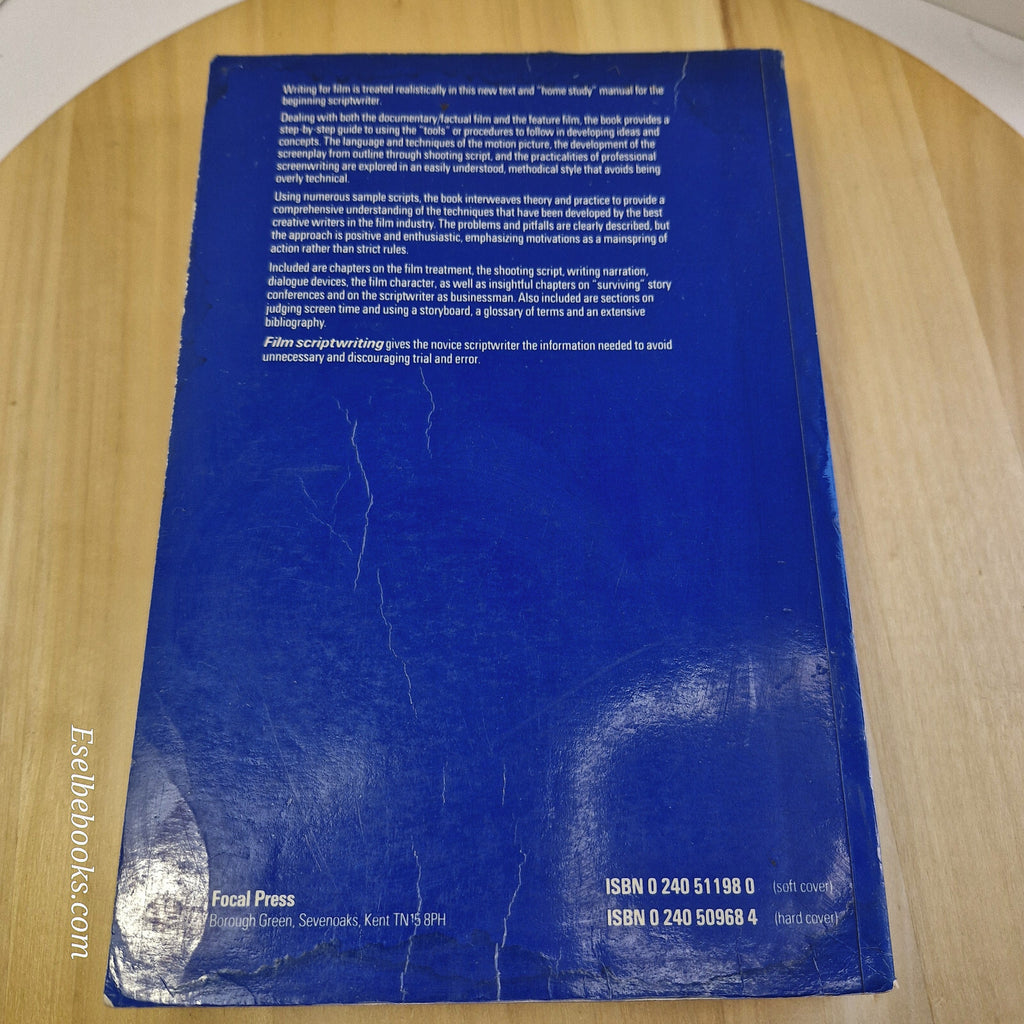 Writing for film is treated realistically in this new text and "home study" manual for the
beginning scriptwriter.
Dealing with both the documentary/factual film and the feature film, the book provides a
step-by-step guide to using the "tools" or procedures to follow in developing ideas and
concepts. The language and techniques of the motion picture, the development of the
screenplay from outline through shooting script, and the practicalities of professional
screenwriting are explored in an easily understood, methodical style that avoids being
overly technical.
Using numerous sample scripts, the book interweaves theory and practice to provide a
comprehensive understanding of the techniques that have been developed by the best
creative writers in the film industry. The problems and pitfalls are clearly described, but
the approach is positive and enthusiastic, emphasizing motivations as a mainspring of
action rather than strict rules.
Included are chapters on the film treatment, the shooting script, writing narration,
dialogue devices, the film character, as well as insightful chapters on "surviving" story
conferences and on the scriptwriter as businessman. Also included are sections on
judging screen time and using a storyboard, a glossary of terms and an extensive
bibliography.
Film scriptwriting gives the novice scriptwriter the information needed to avoid
unnecessary and discouraging trial and error.
Focal Press
Borough Green, Sevenoaks, Kent TN15 8PH
ISBN 0 240 51198 0 (soft cover)
ISBN 0 240 50968 4 (hard cover)
Eselbebooks.com